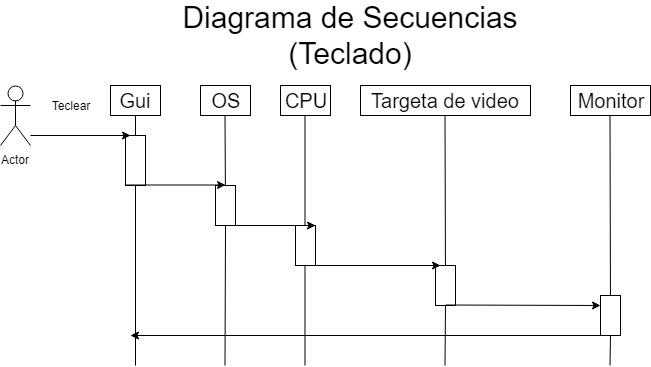 Diagrama de Secuencias
(Teclado)
Teclear
Gui
OS
CPU
Targeta de video
Monitor
Actor